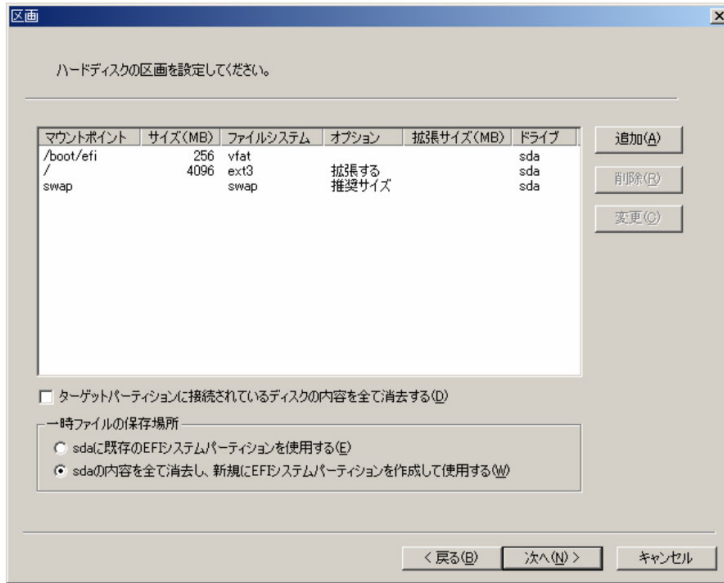 区画
ハードディスクの区画を設定してください。
マウントポイント サイズ(MB) ファイルシステム オプション 拡張サイズ(MB) ドライブ
/boot/efi 256 vfat sda
/ 4096 ext3 拡張する sda
swap swap 推奨サイズ sda
追加(A)
削除(R)
変更(C)
ターゲットパーティションに接続されているディスクの内容を全て消去する(D)
一時ファイルの保存場所
sdaに既存のEFIシステムパーティションを使用する(E)
sdaの内容を全て消去し、新規にEFIシステムパーティションを作成して使用する(W)
< 戻る(B) 次へ(N) > キャンセル